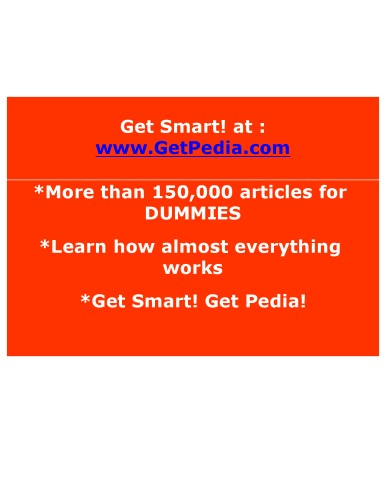 Get Smart! at :
www.GetPedia.com
*More than 150,000 articles for
DUMMIES
*Learn how almost everything
works
*Get Smart! Get Pedia!